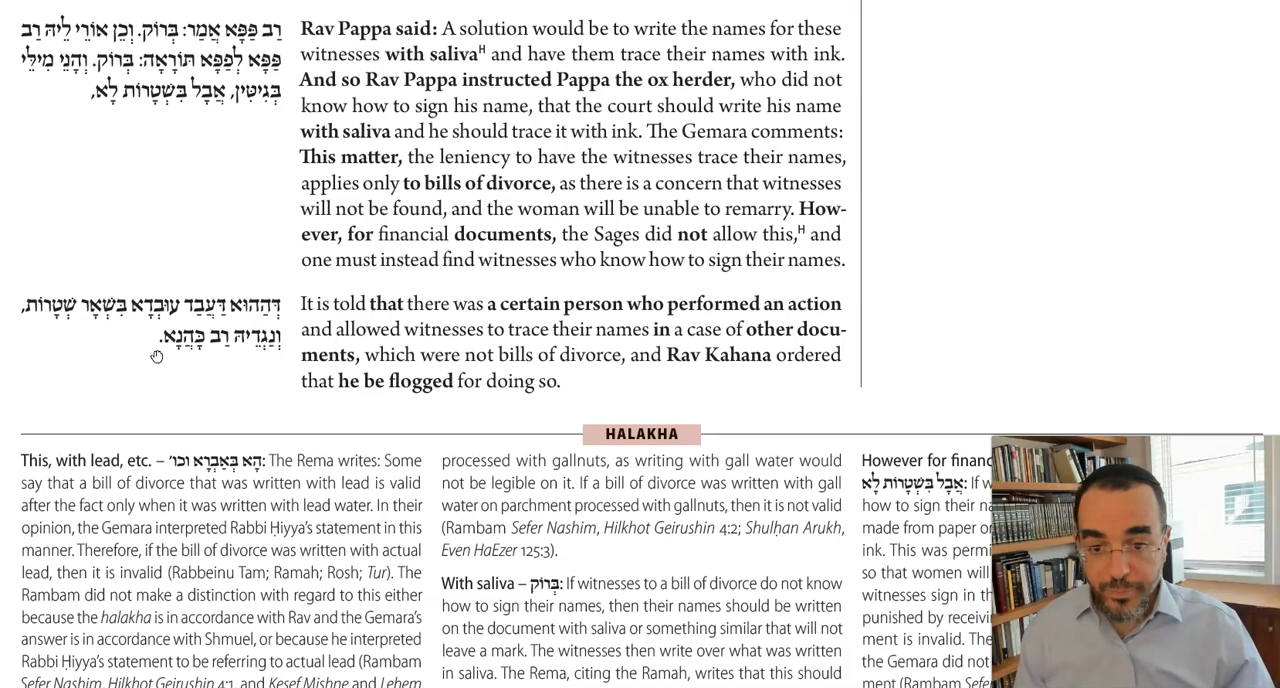 רַב פַּפָּא אֲמַר: בְּרוֹק. וְכֵן אוֹרֵי לֵיהּ רַב
פַּפָּא לְפַפָּא תּוֹרָאָה: בְּרוֹק. וְהָנֵי מִילֵּי
בְּגִיטִּין, אֲבָל בִּשְׁטָרוֹת לָא,
Rav Pappa said: A solution would be to write the names for these
witnesses with salivaᴴ and have them trace their names with ink.
And so Rav Pappa instructed Pappa the ox herder, who did not
know how to sign his name, that the court should write his name
with saliva and he should trace it with ink. The Gemara comments:
This matter, the leniency to have the witnesses trace their names,
applies only to bills of divorce, as there is a concern that witnesses
will not be found, and the woman will be unable to remarry. How-
ever, for financial documents, the Sages did not allow this,ᴴ and
one must instead find witnesses who know how to sign their names.
דְּהַהוּא דַּעֲבַד עוּבְדָא בִּשְׁאָר שְׁטָרוֹת,
וְנַגְּדֵיהּ רַב כָּהֲנָא.
It is told that there was a certain person who performed an action
and allowed witnesses to trace their names in a case of other docu-
ments, which were not bills of divorce, and Rav Kahana ordered
that he be flogged for doing so.
HALAKHA
This, with lead, etc. – הָא בַּאֲבָרָא וכו׳: The Rema writes: Some
say that a bill of divorce that was written with lead is valid
after the fact only when it was written with lead water. In their
opinion, the Gemara interpreted Rabbi Ḥiyya's statement in this
manner. Therefore, if the bill of divorce was written with actual
lead, then it is invalid (Rabbeinu Tam; Ramah; Rosh; Tur). The
Rambam did not make a distinction with regard to this either
because the halakha is in accordance with Rav and the Gemara's
answer is in accordance with Shmuel, or because he interpreted
Rabbi Ḥiyya's statement to be referring to actual lead (Rambam
Sefer Nashim, Hilkhot Geirushin 4:1, and Kesef Mishne and Leḥem
processed with gallnuts, as writing with gall water would
not be legible on it. If a bill of divorce was written with gall
water on parchment processed with gallnuts, then it is not valid
(Rambam Sefer Nashim, Hilkhot Geirushin 4:2; Shulḥan Arukh,
Even HaEzer 125:3).
With saliva – בְּרוֹק: If witnesses to a bill of divorce do not know
how to sign their names, then their names should be written
on the document with saliva or something similar that will not
leave a mark. The witnesses then write over what was written
in saliva. The Rema, citing the Ramah, writes that this should
However for financ
אֲבָל בִּשְׁטָרוֹת לָא: If w
how to sign their na
made from paper or
ink. This was permi
so that women will
witnesses sign in th
punished by receivi
ment is invalid. The
the Gemara did not
ment (Rambam Sefe